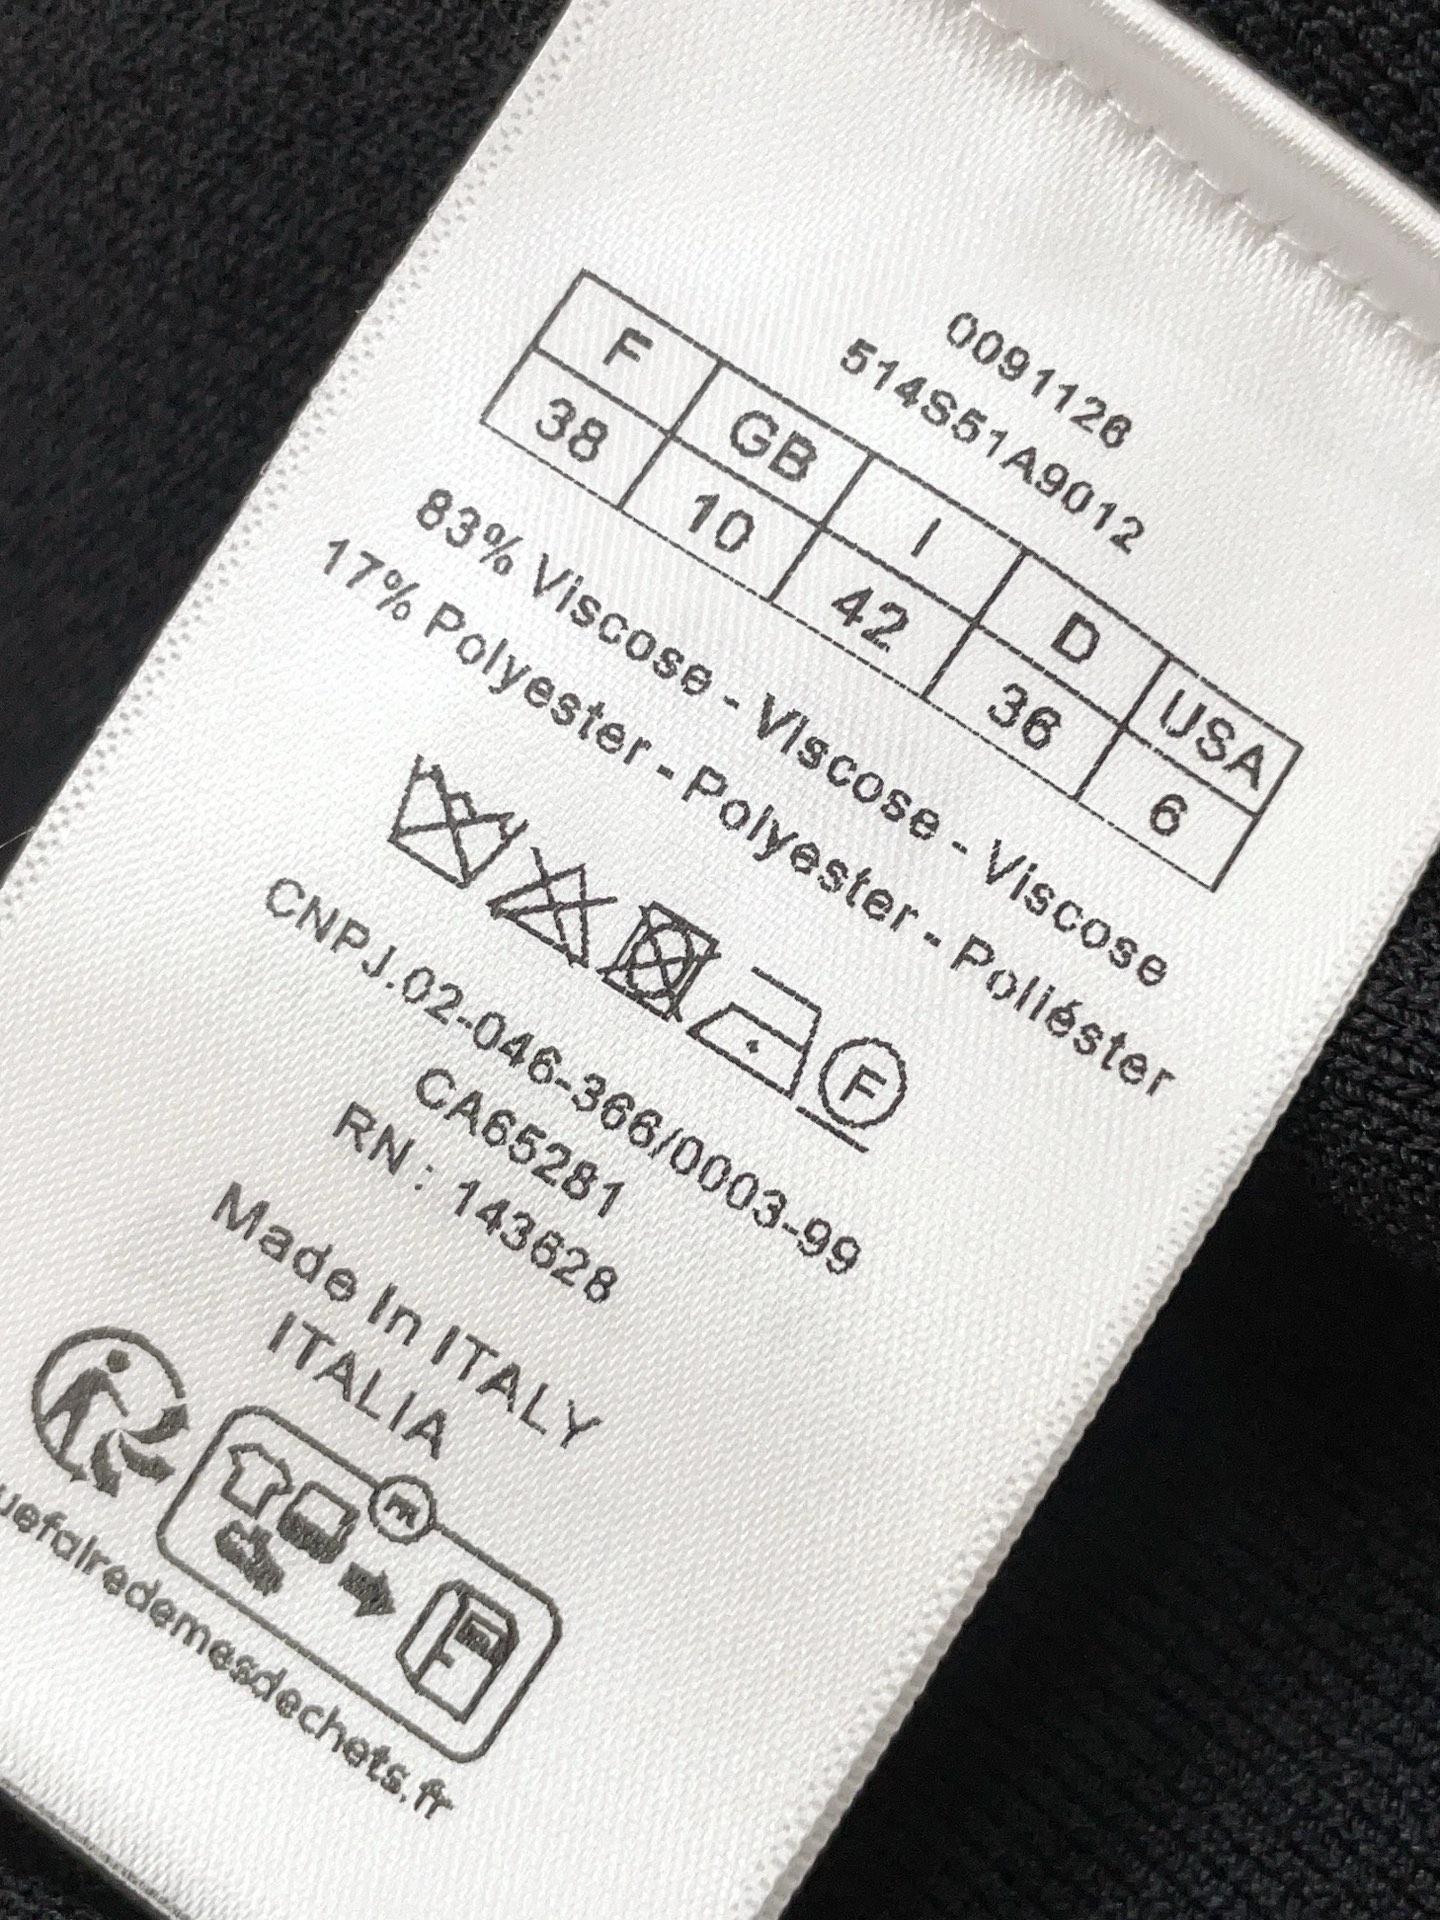 0091126
514S51A9012
F GB I D USA
38 10 42 36 6
83% Viscose - Viscose - Viscose
17% Polyester - Polyester - Poliéster
F
CNPJ.02-046-366/0003-99
CA65281
RN : 143628
Made In ITALY
ITALIA
FR
uefairedemesdechets.fr